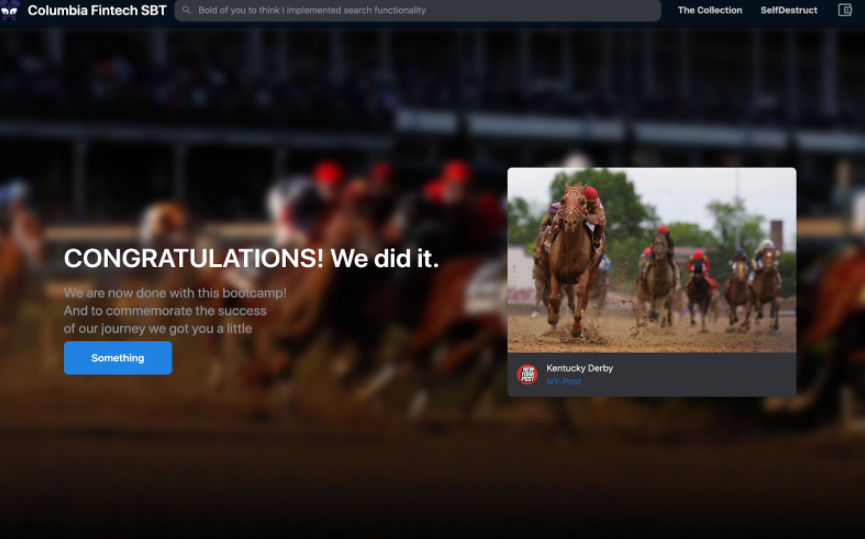 Columbia Fintech SBT
Bold of you to think I implemented search functionality
The Collection
SelfDestruct
CONGRATULATIONS! We did it.
We are now done with this bootcamp!
And to commemorate the success
of our journey we got you a little
Something
NEW
YORK
POST
Kentucky Derby
NY-Post